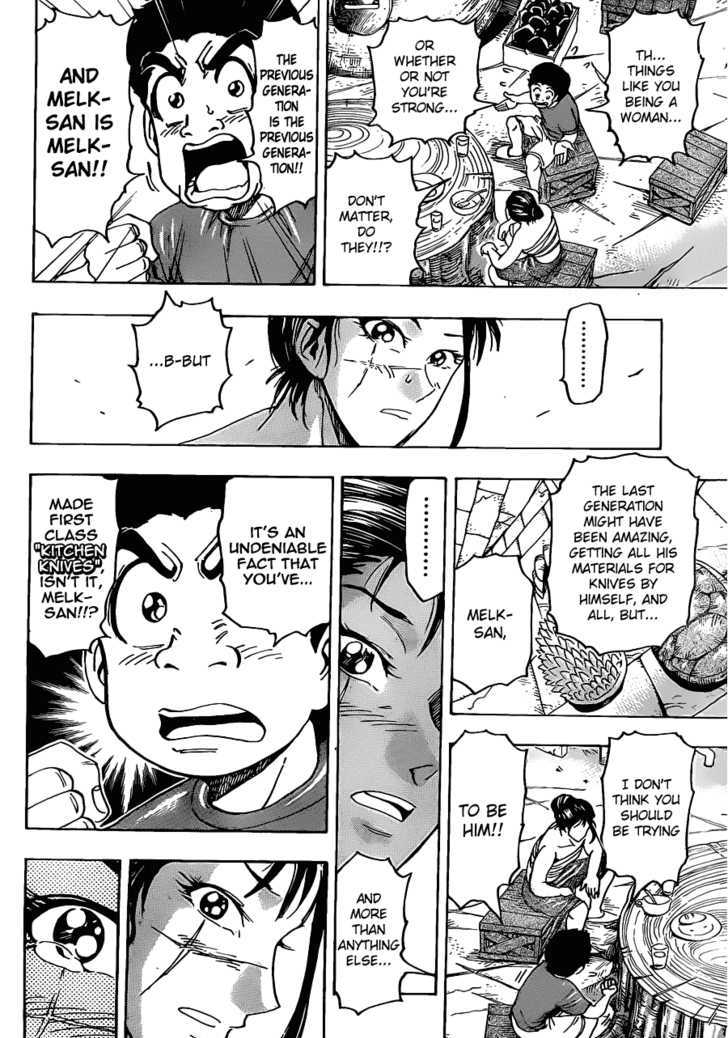 TH...
THINGS
LIKE YOU
BEING A
WOMAN...
OR
WHETHER
OR NOT
YOU'RE
STRONG...
DON'T
MATTER,
DO
THEY!!?
THE
PREVIOUS
GENERA-
TION
IS THE
PREVIOUS
GENERA-
TION!!
AND
MELK-
SAN IS
MELK-
SAN!!
.........
...B-BUT
THE LAST
GENERATION
MIGHT HAVE
BEEN AMAZING,
GETTING ALL HIS
MATERIALS FOR
KNIVES BY
HIMSELF, AND
ALL, BUT...
MELK-
SAN,
I DON'T
THINK YOU
SHOULD
BE TRYING
TO BE
HIM!!
.........
AND
MORE
THAN
ANYTHING
ELSE...
IT'S AN
UNDENIABLE
FACT THAT
YOU'VE...
MADE
FIRST
CLASS
"KITCHEN
KNIVES"
ISN'T IT,
MELK-
SAN!!?